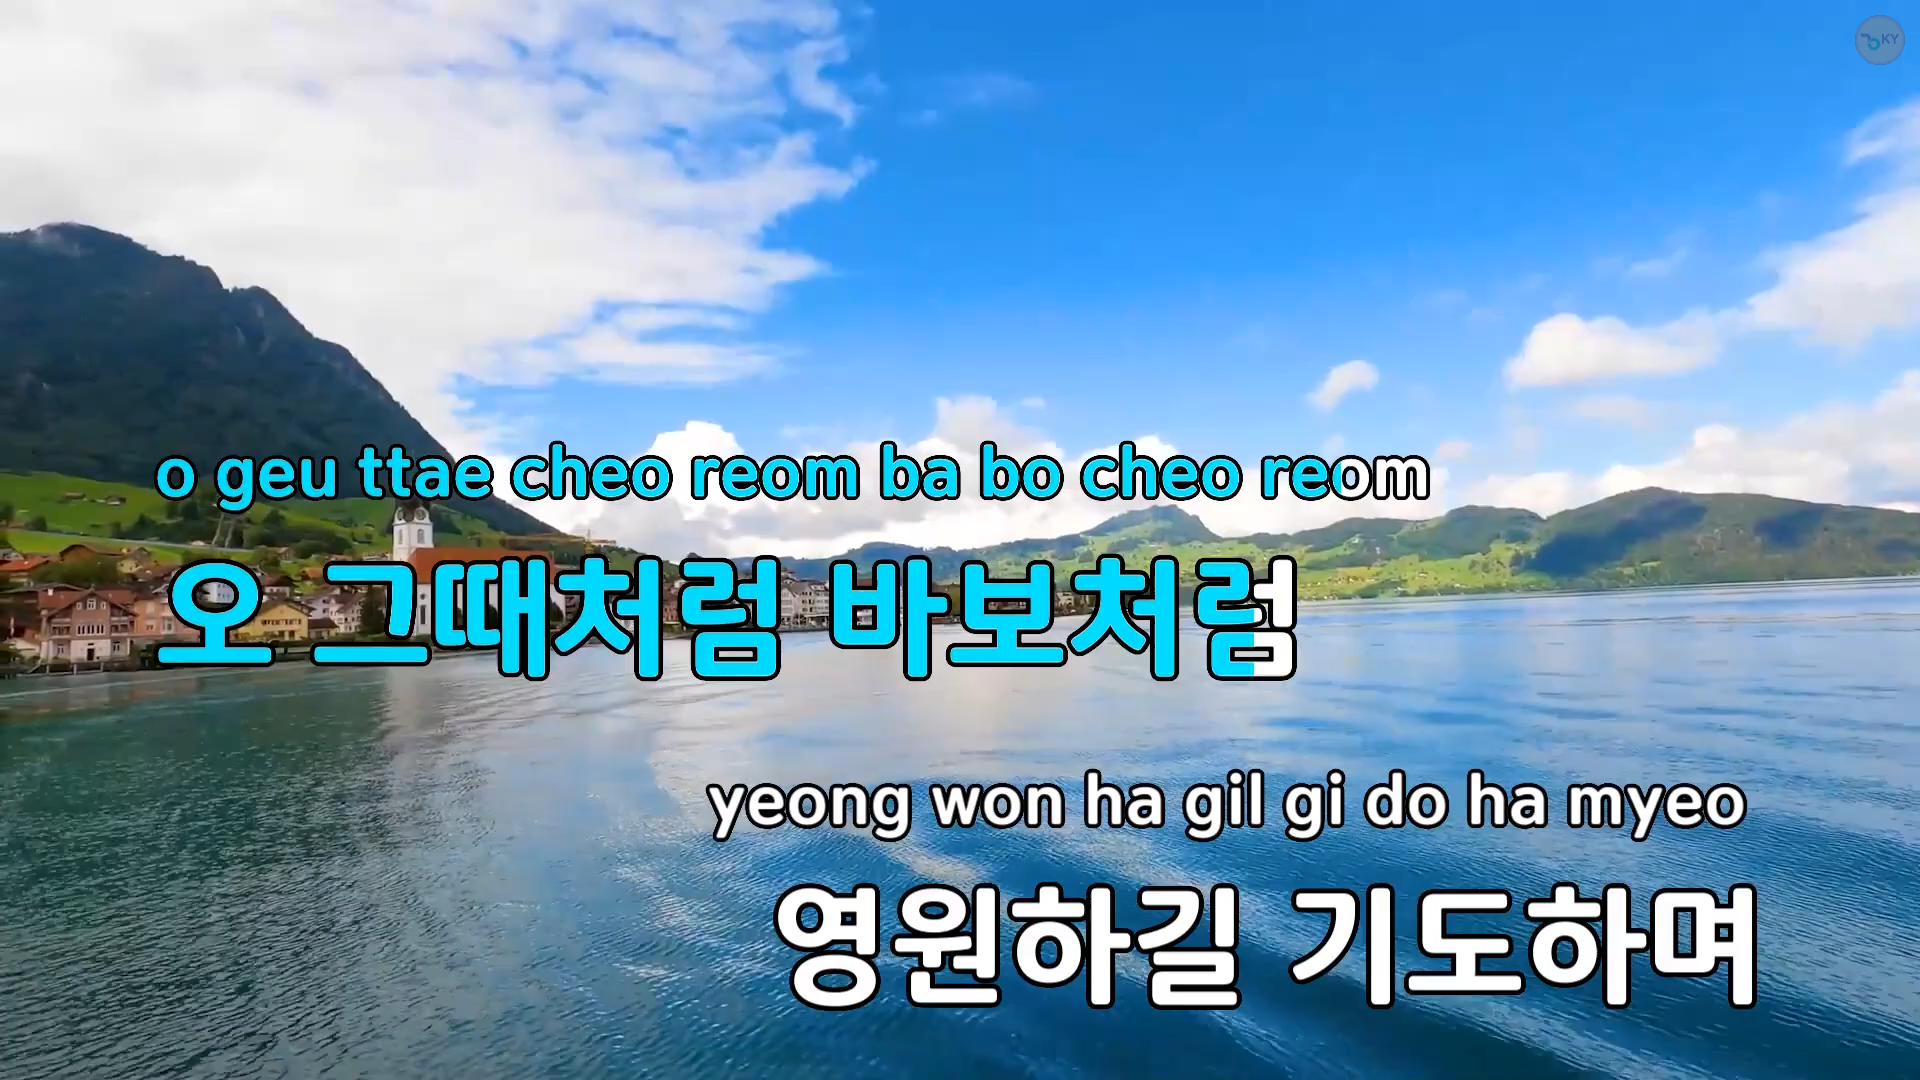 KY
o geu ttae cheo reom ba bo cheo reom
오 그때처럼 바보처럼
yeong won ha gil gi do ha myeo
영원하길 기도하며